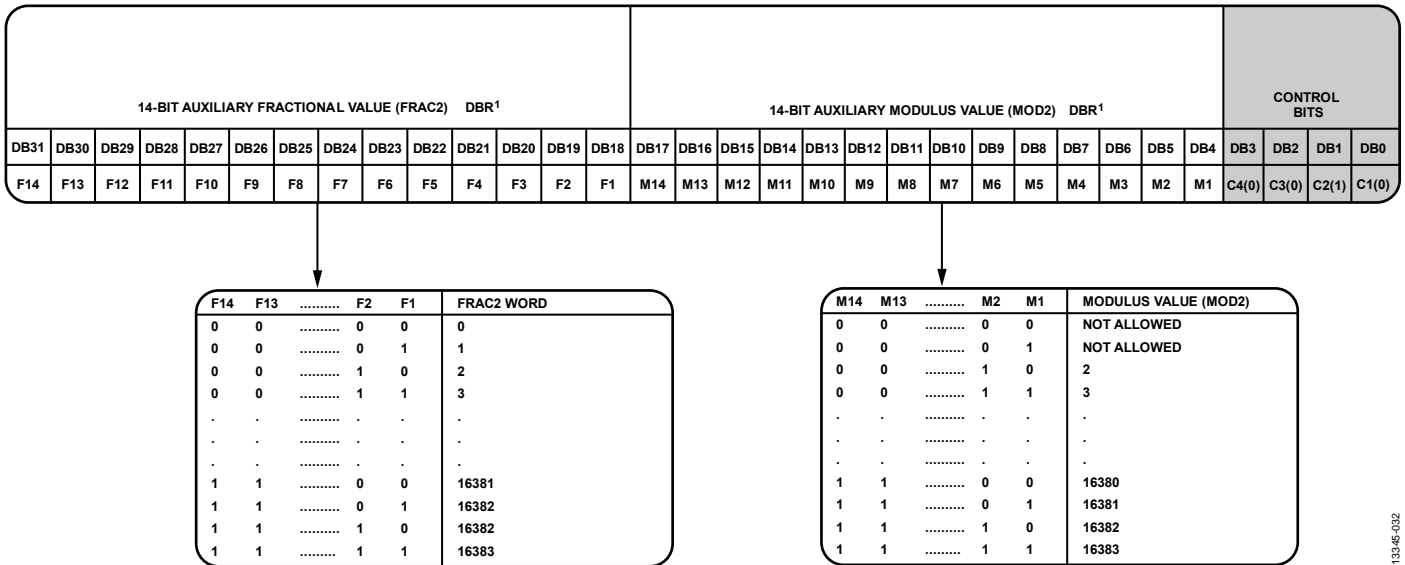 14-BIT AUXILIARY FRACTIONAL VALUE (FRAC2) DBR1 14-BIT AUXILIARY MODULUS VALUE (MOD2) DBR1 CONTROL BITS
DB31 DB30 DB29 DB28 DB27 DB26 DB25 DB24 DB23 DB22 DB21 DB20 DB19 DB18 DB17 DB16 DB15 DB14 DB13 DB12 DB11 DB10 DB9 DB8 DB7 DB6 DB5 DB4 DB3 DB2 DB1 DB0
F14 F13 F12 F11 F10 F9 F8 F7 F6 F5 F4 F3 F2 F1 M14 M13 M12 M11 M10 M9 M8 M7 M6 M5 M4 M3 M2 M1 C4(0) C3(0) C2(1) C1(0)
F14 F13 .......... F2 F1 FRAC2 WORD
0 0 .......... 0 0 0
0 0 .......... 0 1 1
0 0 .......... 1 0 2
0 0 .......... 1 1 3
. . .......... . . .
. . .......... . . .
. . .......... . . .
1 1 .......... 0 0 16381
1 1 .......... 0 1 16382
1 1 .......... 1 0 16382
1 1 ......... 1 1 16383
M14 M13 .......... M2 M1 MODULUS VALUE (MOD2)
0 0 .......... 0 0 NOT ALLOWED
0 0 .......... 0 1 NOT ALLOWED
0 0 .......... 1 0 2
0 0 .......... 1 1 3
. . .......... . . .
. . .......... . . .
. . .......... . . .
1 1 .......... 0 0 16380
1 1 .......... 0 1 16381
1 1 .......... 1 0 16382
1 1 ......... 1 1 16383
13345-032